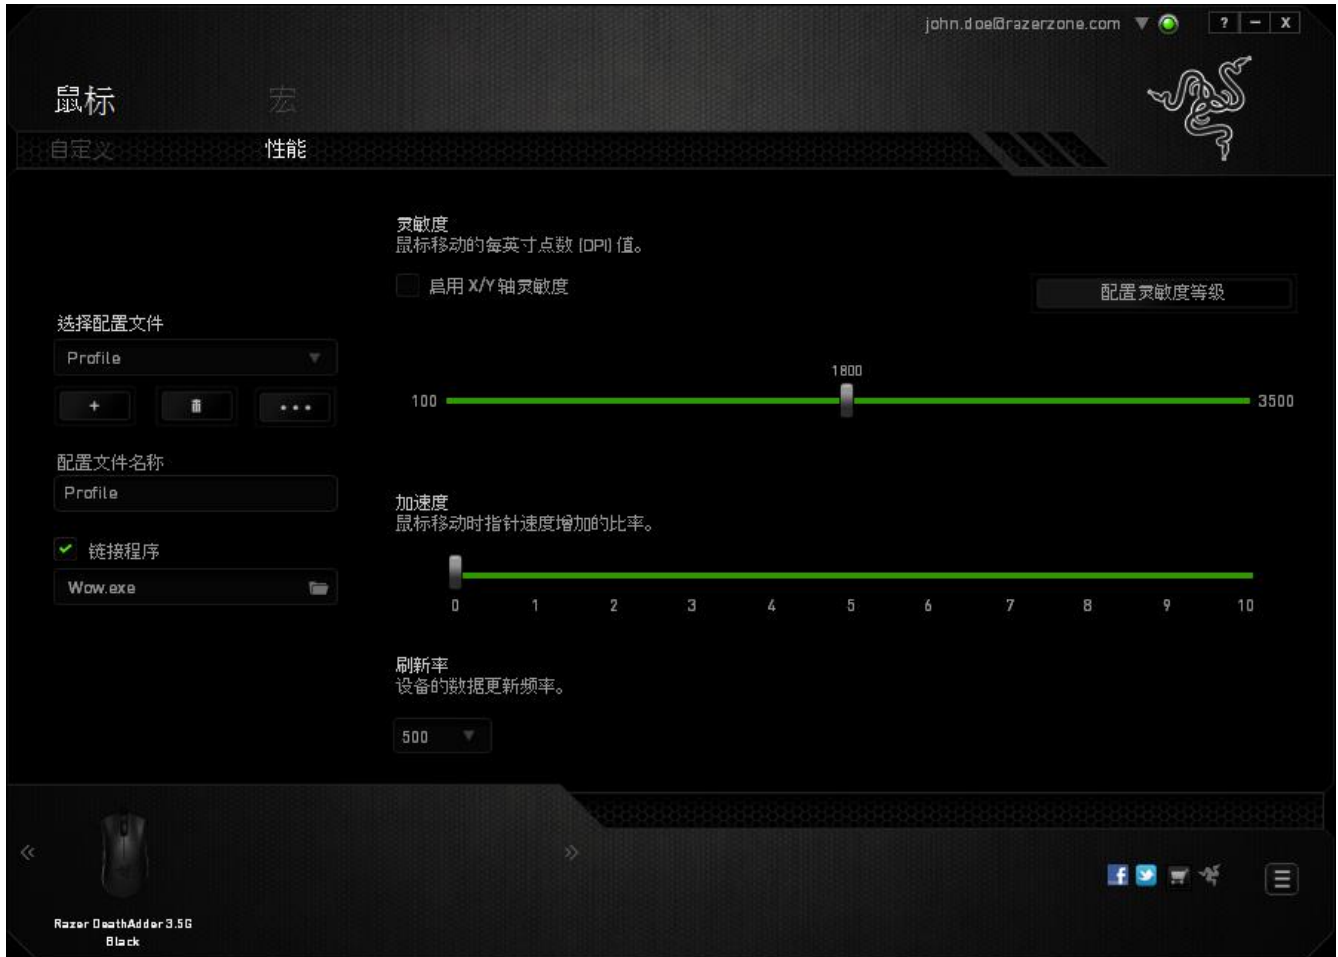 john.doe@razerzone.com
? – X
鼠标
宏
自定义
性能
灵敏度
鼠标移动的每英寸点数 (DPI) 值。
启用 X/Y 轴灵敏度
配置灵敏度等级
选择配置文件
Profile
1800
+
100
3500
配置文件名称
Profile
加速度
鼠标移动时指针速度增加的比率。
链接程序
Wow.exe
0 1 2 3 4 5 6 7 8 9 10
刷新率
设备的数据更新频率。
500
Razer DeathAdder 3.5G
Black